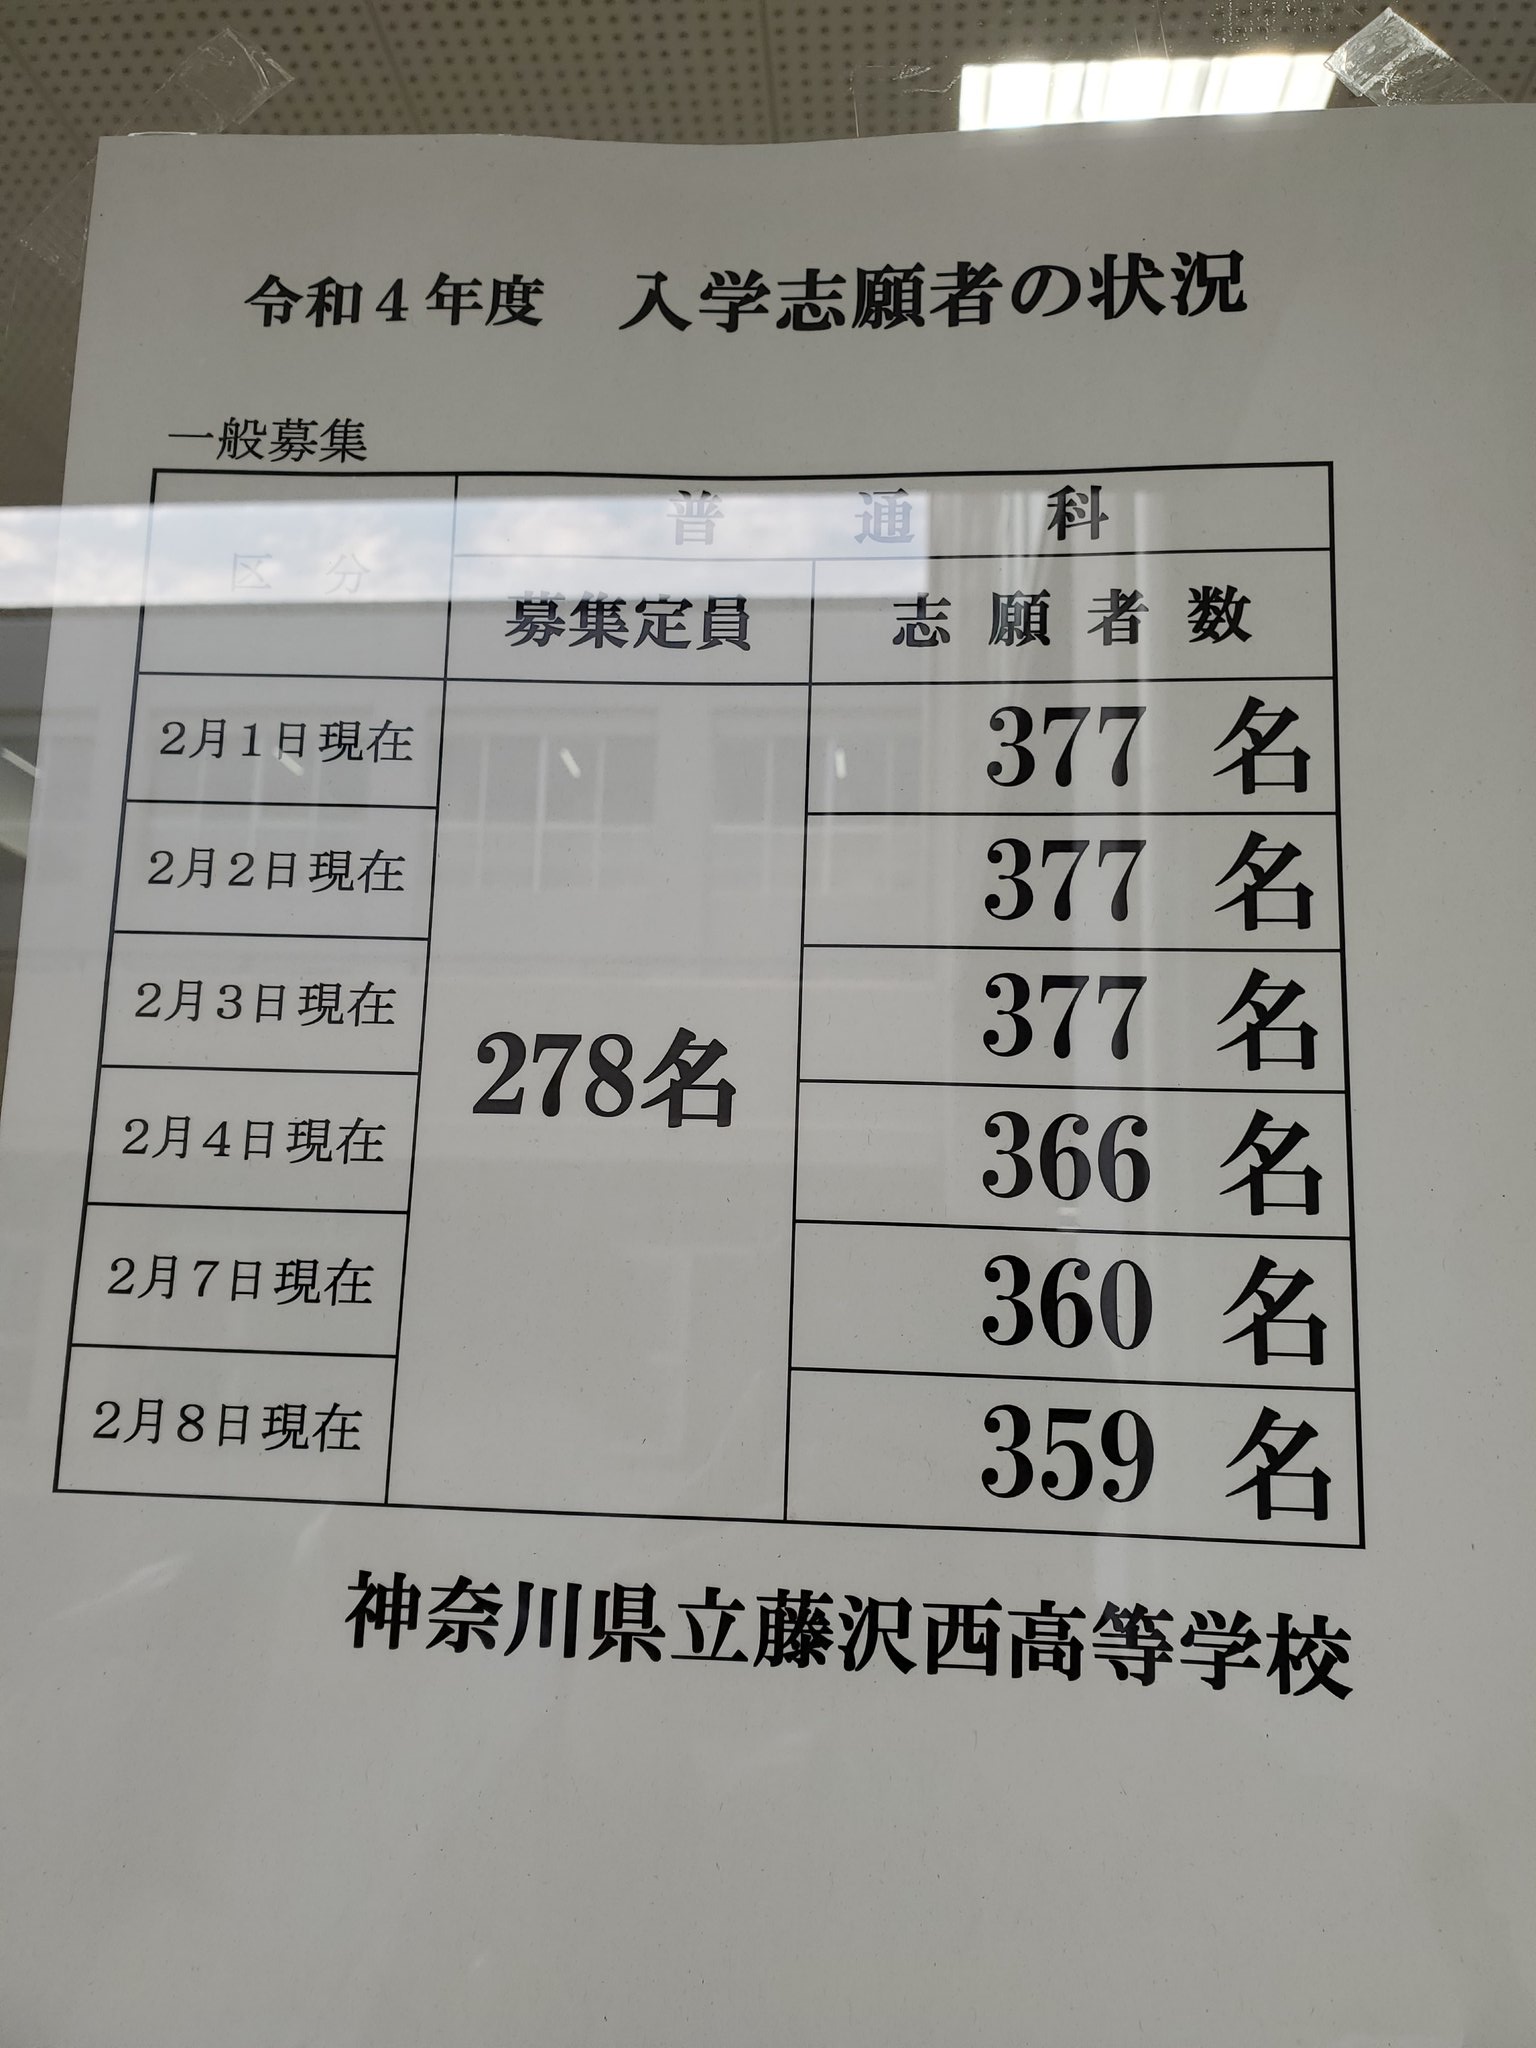 令和4年度　入学志願者の状況
一般募集
区　分
普　通　科
募集定員
志願者数
2月1日現在
377 名
2月2日現在
377 名
2月3日現在
377 名
278名
2月4日現在
366 名
2月7日現在
360 名
2月8日現在
359 名
神奈川県立藤沢西高等学校